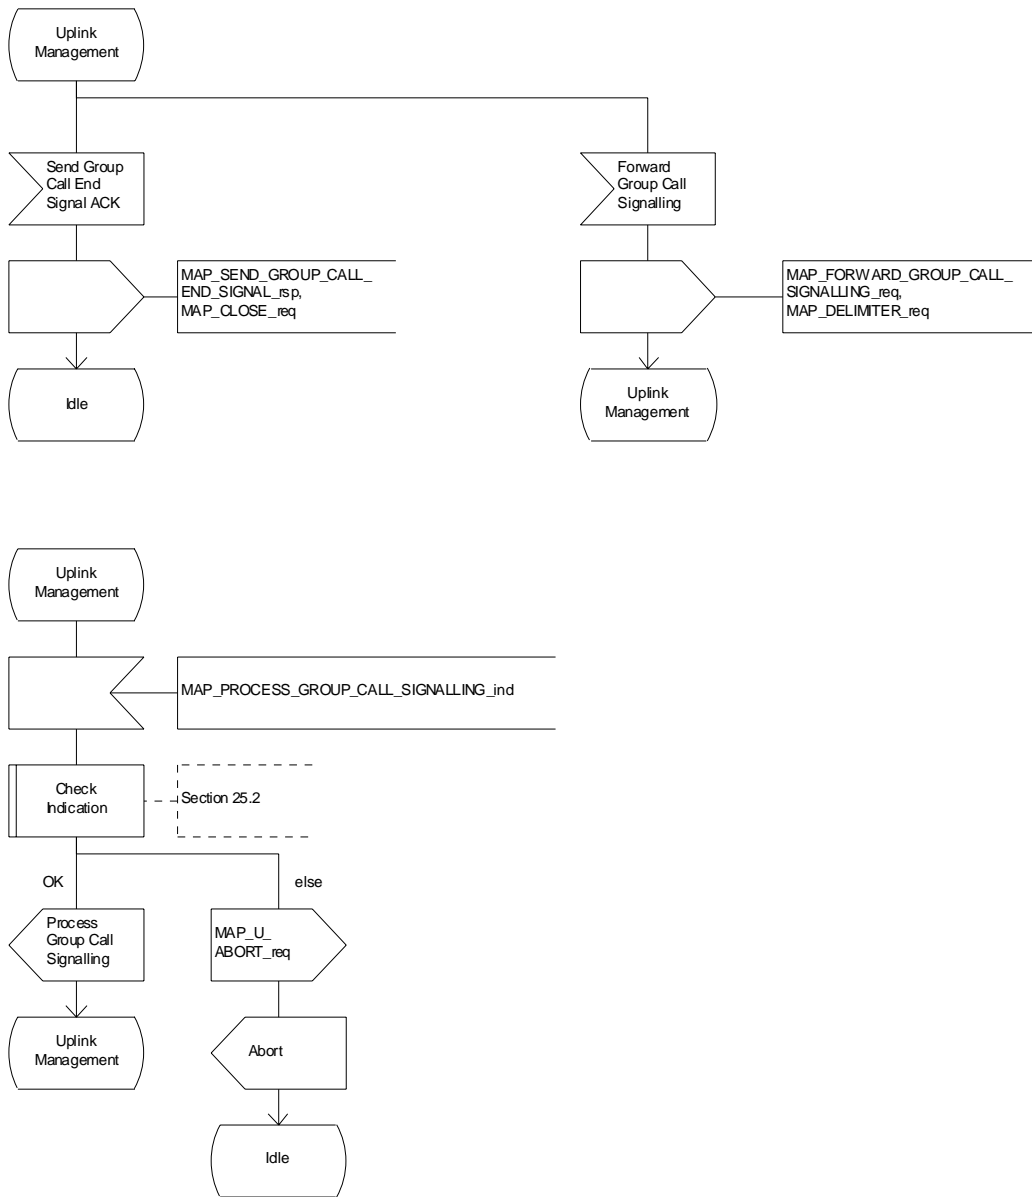 Uplink
Management
Send Group
Call End
Signal ACK
Forward
Group Call
Signalling
MAP_SEND_GROUP_CALL_
END_SIGNAL_rsp,
MAP_CLOSE_req
MAP_FORWARD_GROUP_CALL_
SIGNALLING_req,
MAP_DELIMITER_req
Idle
Uplink
Management
Uplink
Management
MAP_PROCESS_GROUP_CALL_SIGNALLING_ind
Check
Indication
Section 25.2
OK
else
Process
Group Call
Signalling
MAP_U_
ABORT_req
Uplink
Management
Abort
Idle